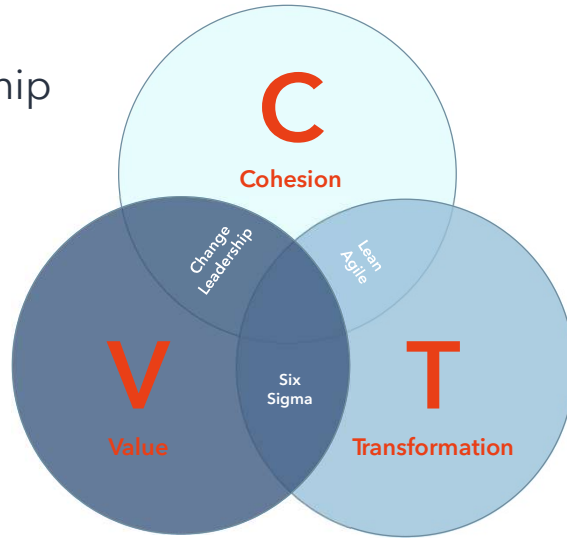 hip
C
Cohesion
Change
Leadership
Lean
Agile
V
Value
Six
Sigma
T
Transformation